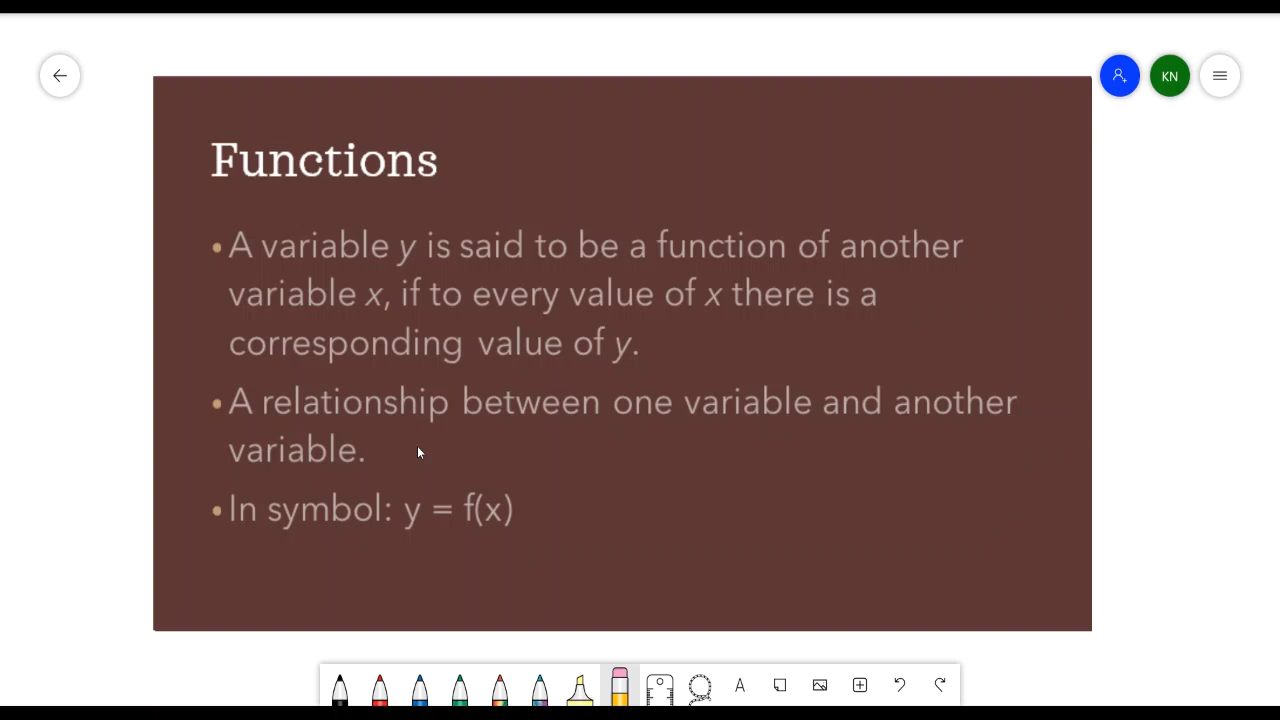 KN
Functions
• A variable y is said to be a function of another
variable x, if to every value of x there is a
corresponding value of y.
• A relationship between one variable and another
variable.
• In symbol: y = f(x)
A